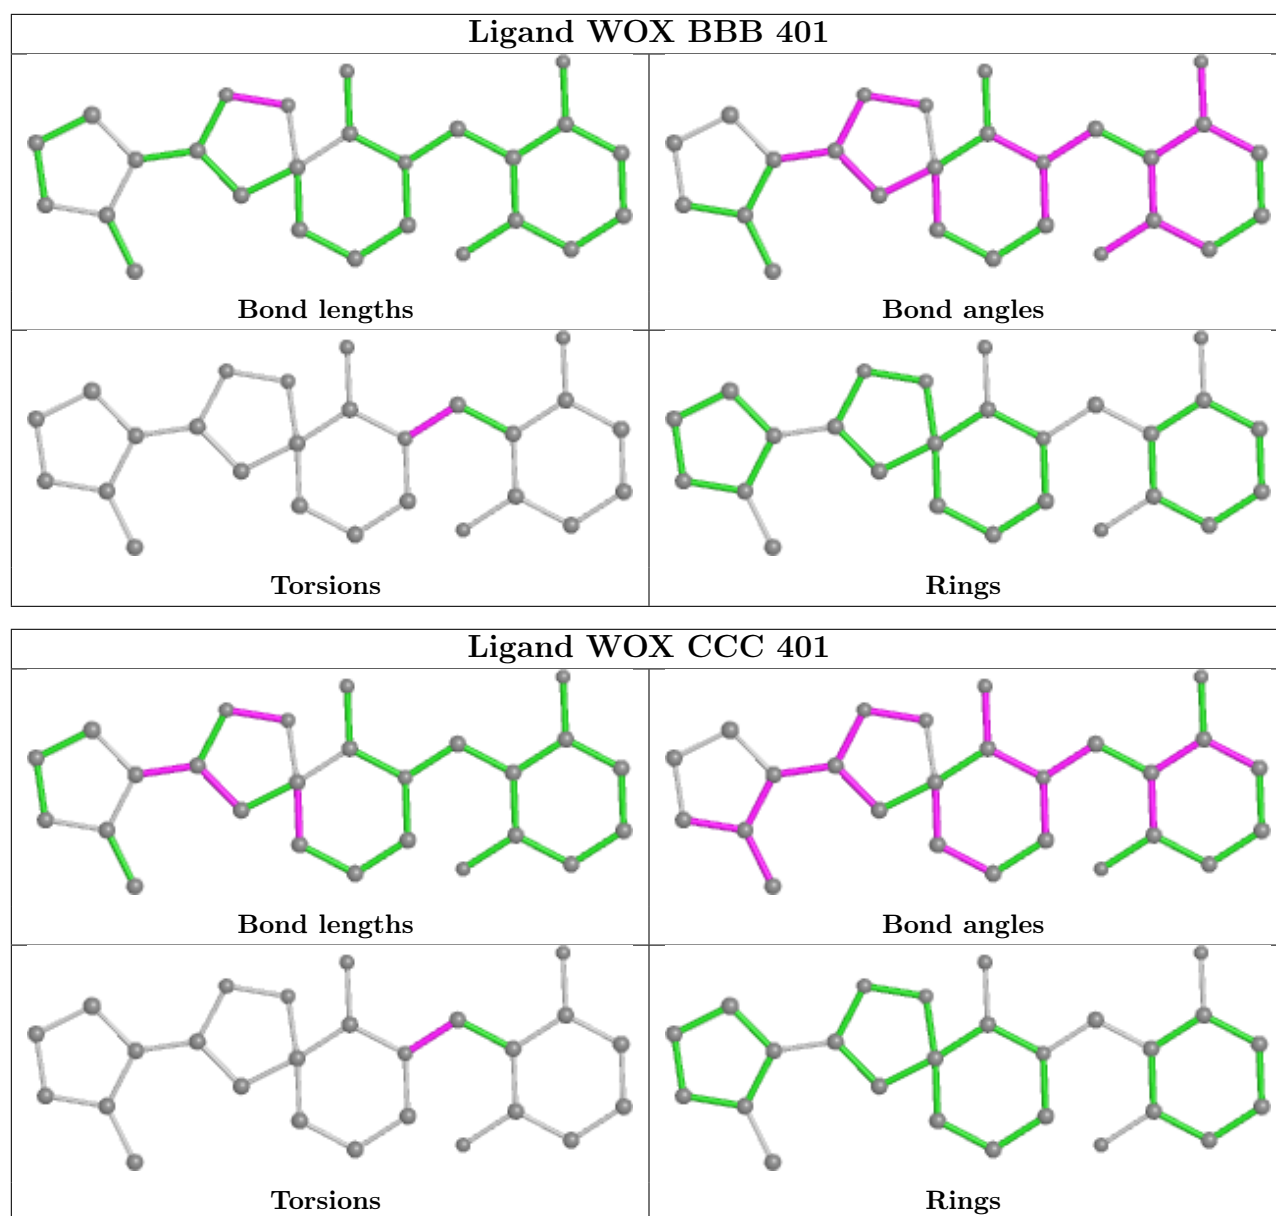 Ligand WOX BBB 401
Bond lengths
Bond angles
Torsions
Rings
Ligand WOX CCC 401
Bond lengths
Bond angles
Torsions
Rings